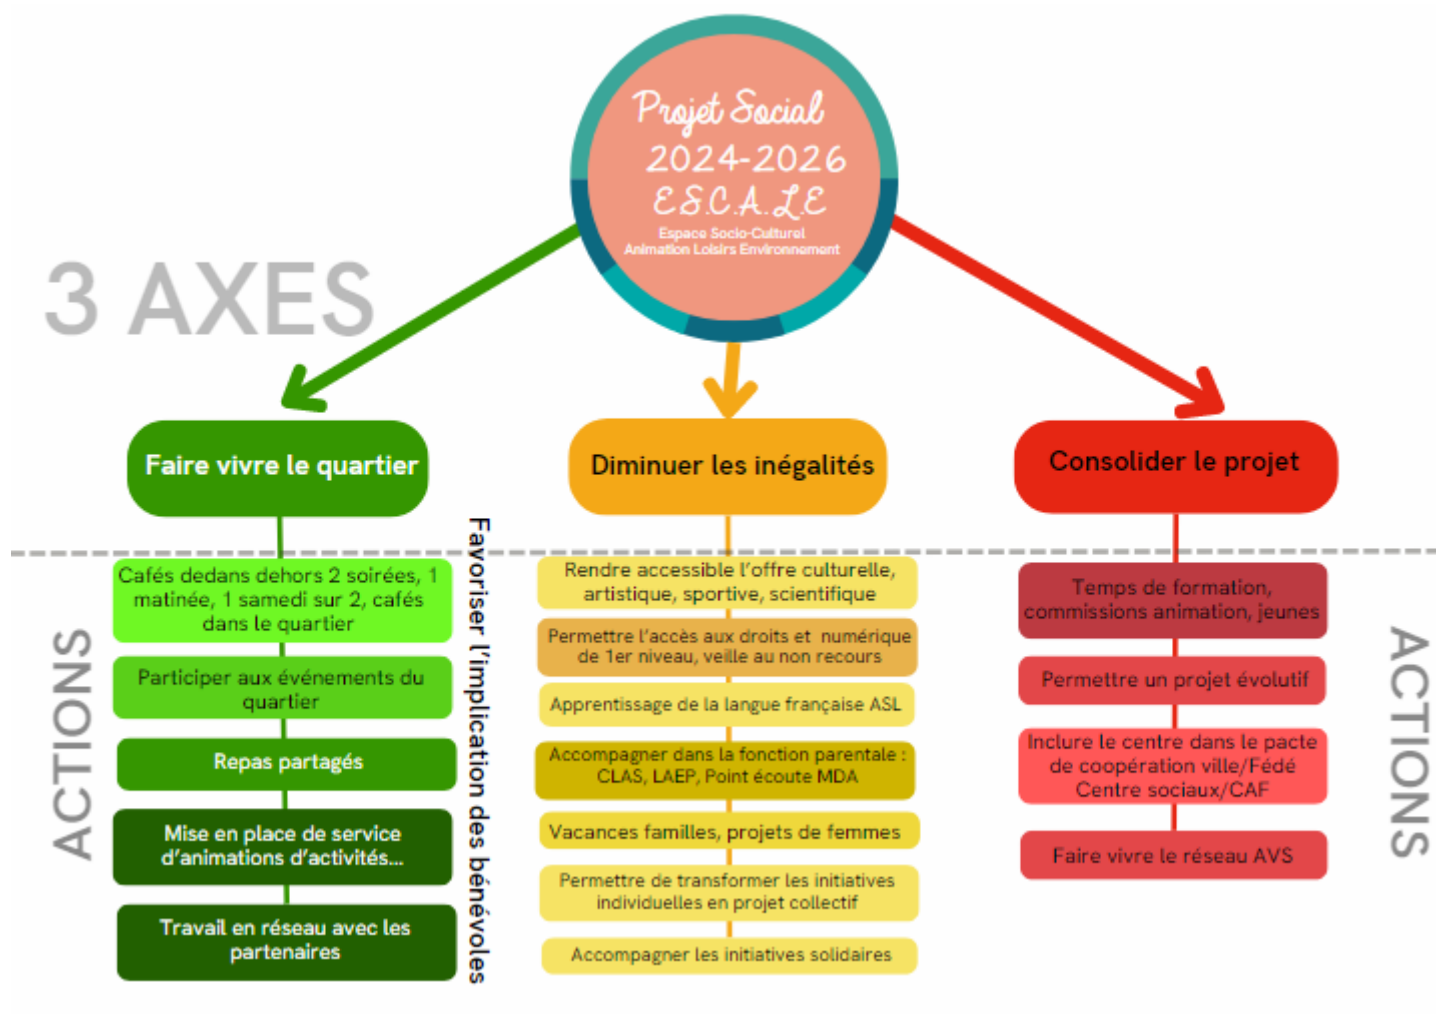 Projet Social
2024-2026
E.S.C.A.L.E
Espace Socio-Culturel
Animation Loisirs Environnement
3 AXES
Faire vivre le quartier
Diminuer les inégalités
Consolider le projet
ACTIONS
Cafés dedans dehors 2 soirées, 1
matinée, 1 samedi sur 2, cafés
dans le quartier
Participer aux événements du
quartier
Repas partagés
Mise en place de service
d'animations d'activités...
Travail en réseau avec les
partenaires
Favoriser l'implication des bénévoles
Rendre accessible l'offre culturelle,
artistique, sportive, scientifique
Permettre l'accès aux droits et numérique
de 1er niveau, veille au non recours
Apprentissage de la langue française ASL
Accompagner dans la fonction parentale :
CLAS, LAEP, Point écoute MDA
Vacances familles, projets de femmes
Permettre de transformer les initiatives
individuelles en projet collectif
Accompagner les initiatives solidaires
Temps de formation,
commissions animation, jeunes
Permettre un projet évolutif
Inclure le centre dans le pacte
de coopération ville/Fédé
Centre sociaux/CAF
Faire vivre le réseau AVS
ACTIONS